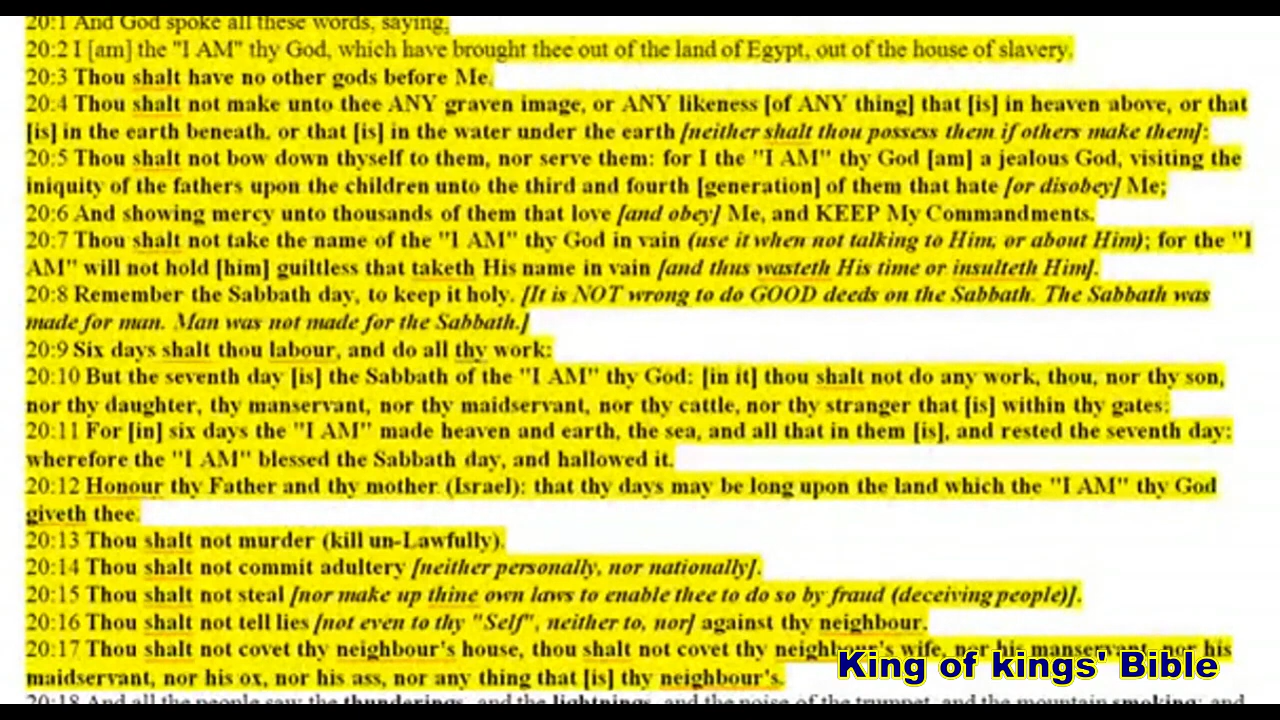 20:1 And God spoke all these words, saying,
20:2 I [am] the "I AM" thy God, which have brought thee out of the land of Egypt, out of the house of slavery.
20:3 Thou shalt have no other gods before Me.
20:4 Thou shalt not make unto thee ANY graven image, or ANY likeness [of ANY thing] that [is] in heaven above, or that
[is] in the earth beneath, or that [is] in the water under the earth [neither shalt thou possess them if others make them]:
20:5 Thou shalt not bow down thyself to them, nor serve them: for I the "I AM" thy God [am] a jealous God, visiting the
iniquity of the fathers upon the children unto the third and fourth [generation] of them that hate [or disobey] Me;
20:6 And showing mercy unto thousands of them that love [and obey] Me, and KEEP My Commandments.
20:7 Thou shalt not take the name of the "I AM" thy God in vain (use it when not talking to Him, or about Him); for the "I
AM" will not hold [him] guiltless that taketh His name in vain [and thus wasteth His time or insulteth Him].
20:8 Remember the Sabbath day, to keep it holy. [It is NOT wrong to do GOOD deeds on the Sabbath. The Sabbath was
made for man. Man was not made for the Sabbath.]
20:9 Six days shalt thou labour, and do all thy work:
20:10 But the seventh day [is] the Sabbath of the "I AM" thy God: [in it] thou shalt not do any work, thou, nor thy son,
nor thy daughter, thy manservant, nor thy maidservant, nor thy cattle, nor thy stranger that [is] within thy gates:
20:11 For [in] six days the "I AM" made heaven and earth, the sea, and all that in them [is], and rested the seventh day:
wherefore the "I AM" blessed the Sabbath day, and hallowed it.
20:12 Honour thy Father and thy mother (Israel): that thy days may be long upon the land which the "I AM" thy God
giveth thee.
20:13 Thou shalt not murder (kill un-Lawfully).
20:14 Thou shalt not commit adultery [neither personally, nor nationally].
20:15 Thou shalt not steal [nor make up thine own laws to enable thee to do so by fraud (deceiving people)].
20:16 Thou shalt not tell lies [not even to thy "Self", neither to, nor] against thy neighbour.
20:17 Thou shalt not covet thy neighbour's house, thou shalt not covet thy neighbour's wife, nor his manservant, nor his
maidservant, nor his ox, nor his ass, nor any thing that [is] thy neighbour's.
King of kings' Bible
20:18 And all the people saw the thunderings, and the lightnings, and the noise of the trumpet, and the mountain smoking: and